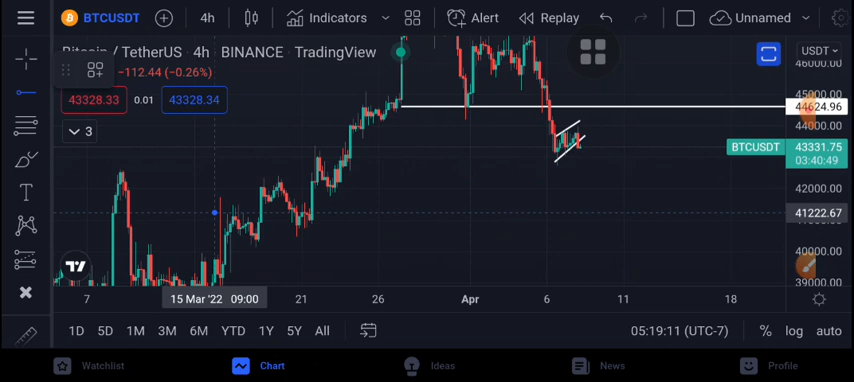 BTCUSDT 4h Indicators Alert Replay Unnamed
Bitcoin / TetherUS · 4h · BINANCE · TradingView
USDT
−112.44 (−0.26%)
43328.33 0.01 43328.34
3
46000.00
45000.00
44624.96
44000.00
BTCUSDT 43331.75
03:40:49
42000.00
41222.67
40000.00
39000.00
7 15 Mar '22 09:00 21 26 Apr 6 11 18
1D 5D 1M 3M 6M YTD 1Y 5Y All 05:19:11 (UTC-7) % log auto
Watchlist Chart Ideas News Profile